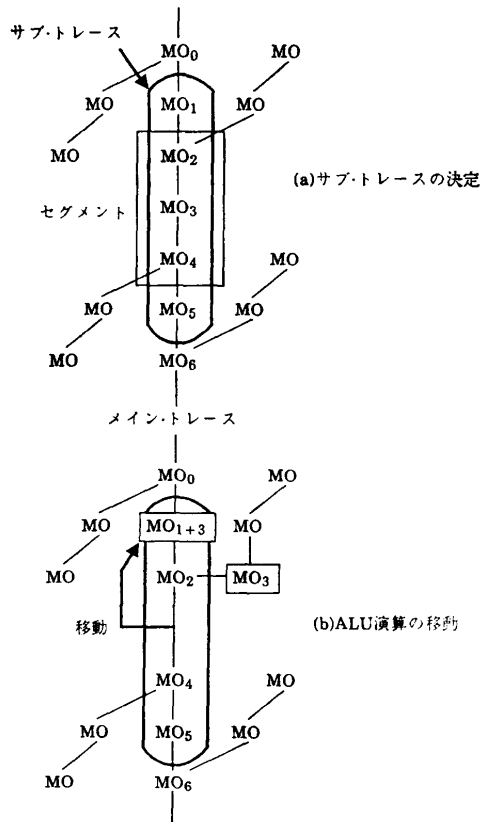 サブ・トレース
MO₀ MO
MO MO₁ MO
MO MO₂
(a)サブ・トレースの決定
セグメント MO₃
MO₄ MO
MO MO₅ MO
MO MO₆
メイン・トレース
MO₀ MO
MO MO₁₊₃ MO
MO MO₂ MO₃
移動
(b)ALU演算の移動
MO₄ MO
MO MO₅ MO
MO MO₆